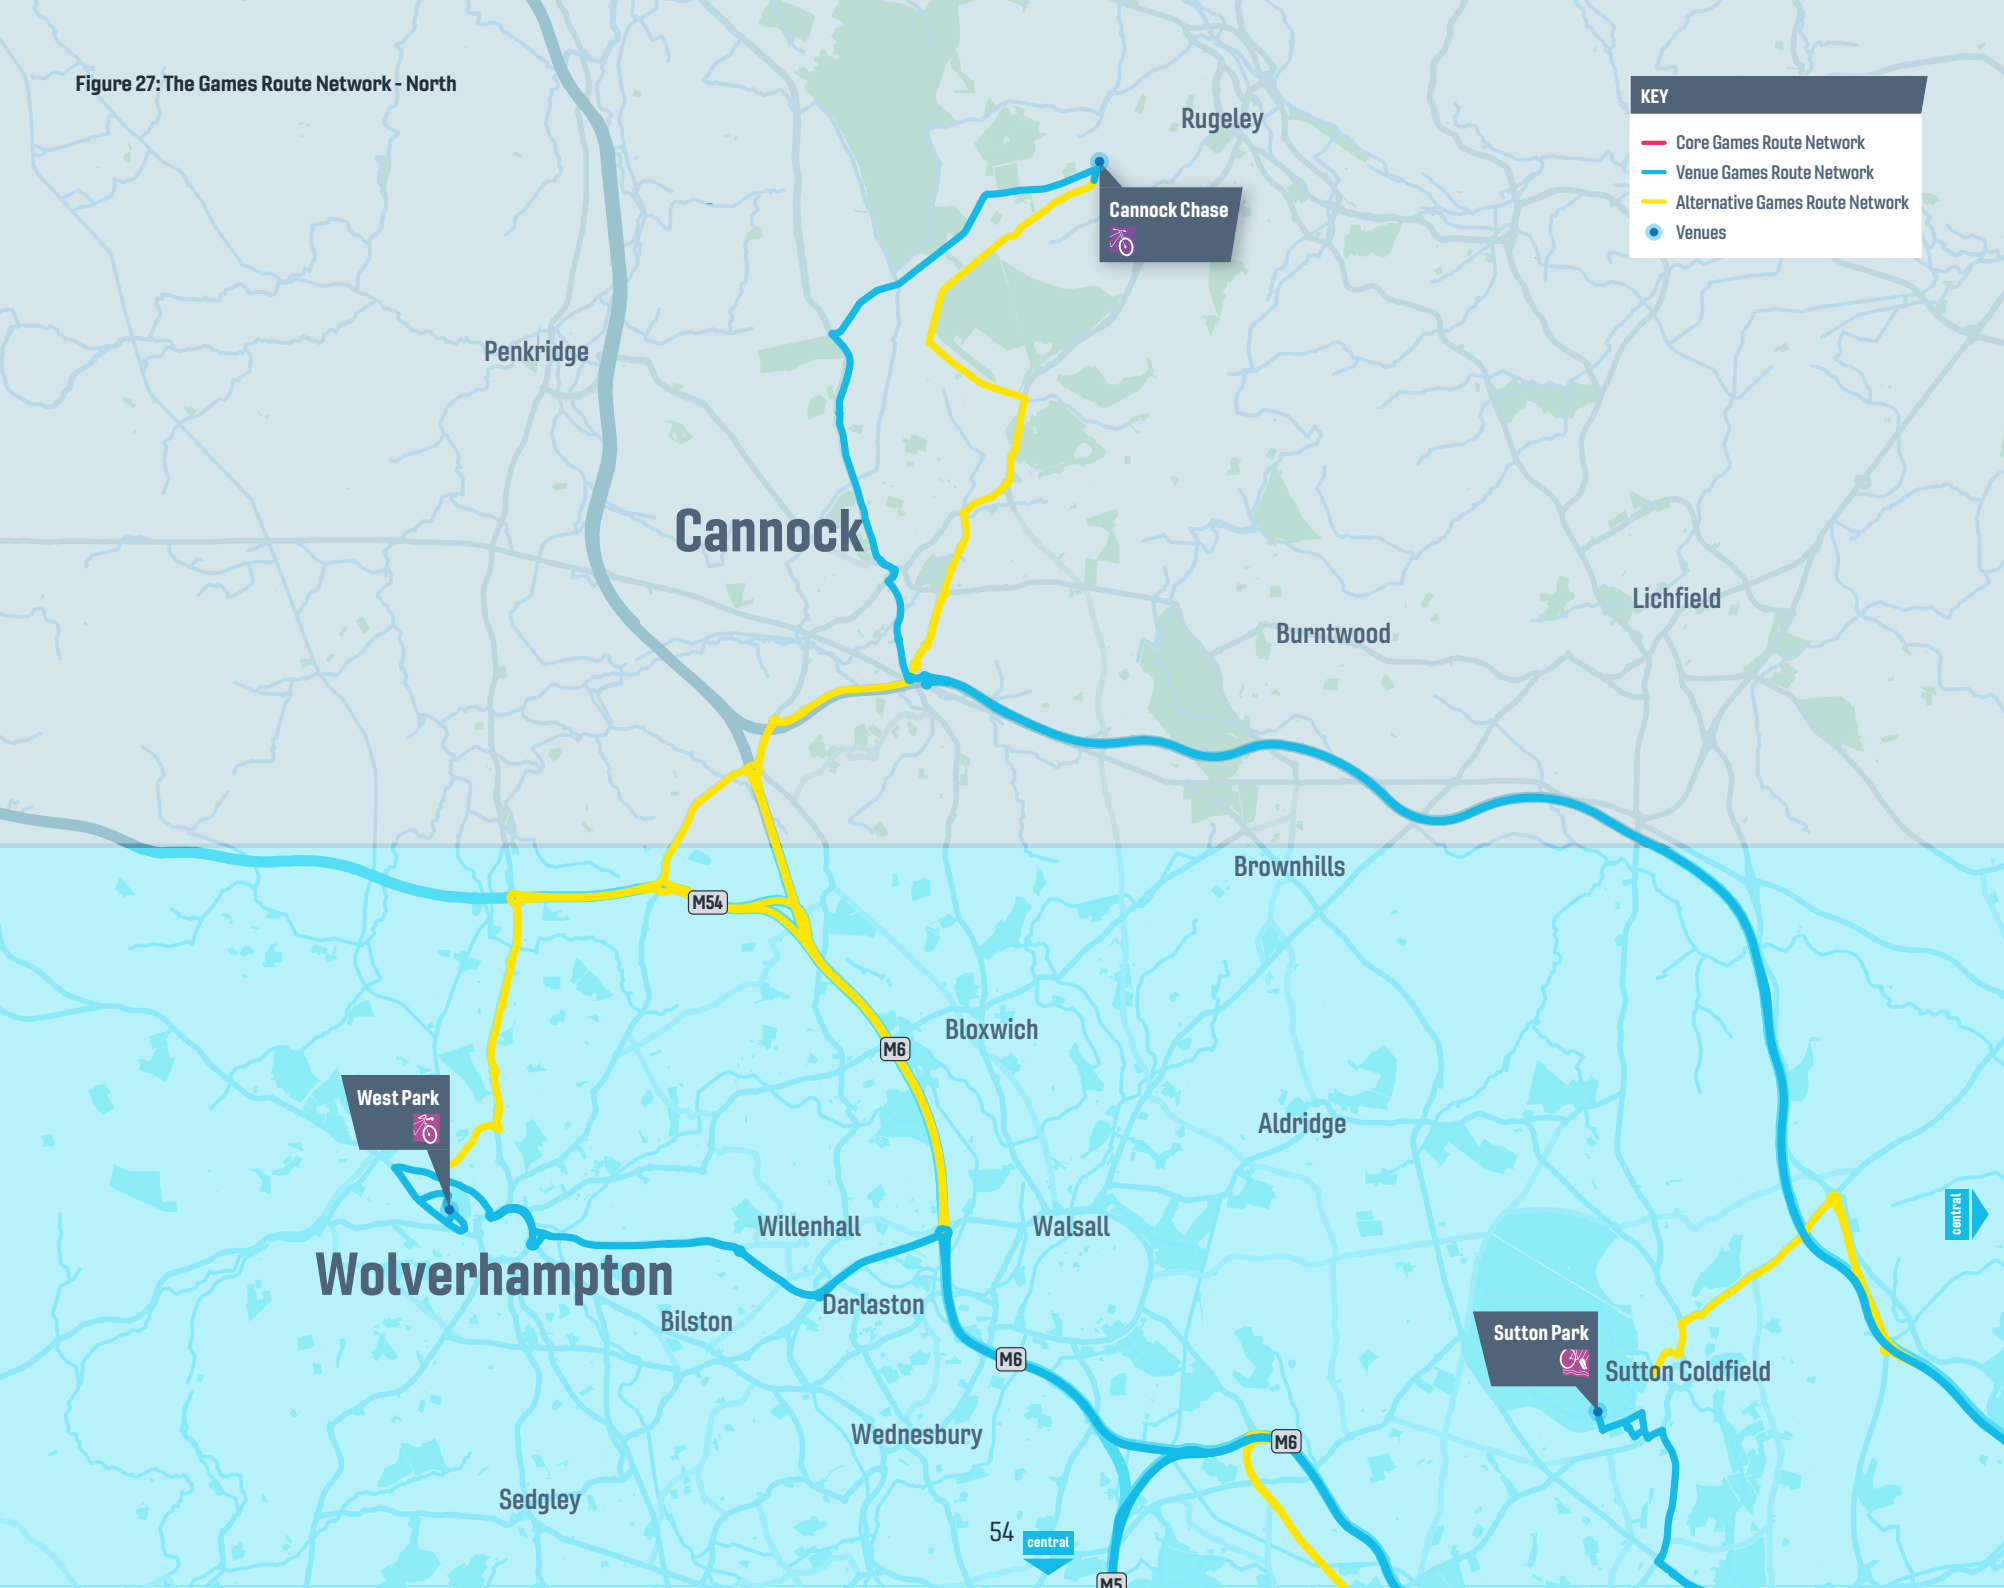 Figure 27: The Games Route Network - North
KEY
Core Games Route Network
Venue Games Route Network
Alternative Games Route Network
Venues
Rugeley
Cannock Chase
Penkridge
Cannock
Lichfield
Burntwood
Brownhills
M54
Bloxwich
M6
West Park
Aldridge
central
Willenhall
Walsall
Wolverhampton
Darlaston
Bilston
Sutton Park
M6
Sutton Coldfield
Wednesbury
M6
Sedgley
54
central
M5